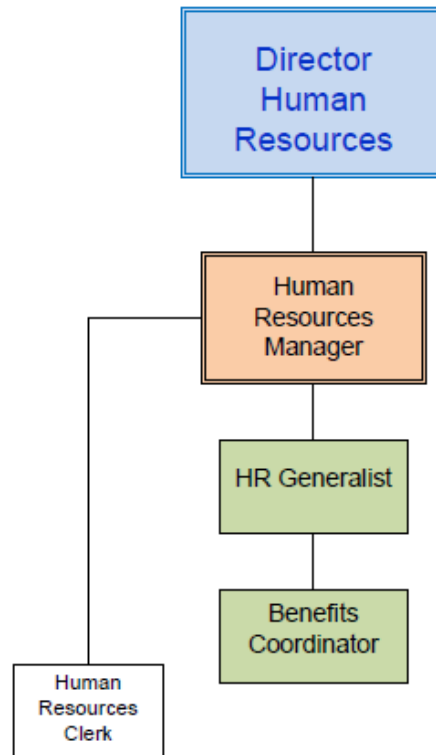 Director
Human
Resources
Human
Resources
Manager
HR Generalist
Benefits
Coordinator
Human
Resources
Clerk